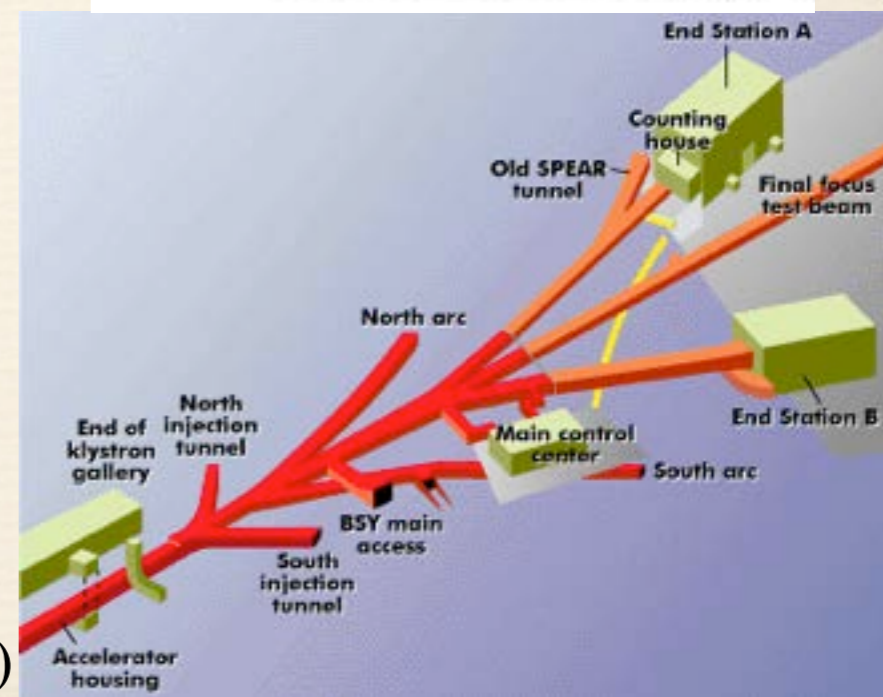 End Station A
Counting
house
Old SPEAR
tunnel
Final focus
test beam
North arc
North
injection
tunnel
End of
klystron
gallery
End Station B
Main control
center
South arc
BSY main
access
South
injection
tunnel
Accelerator
housing
)